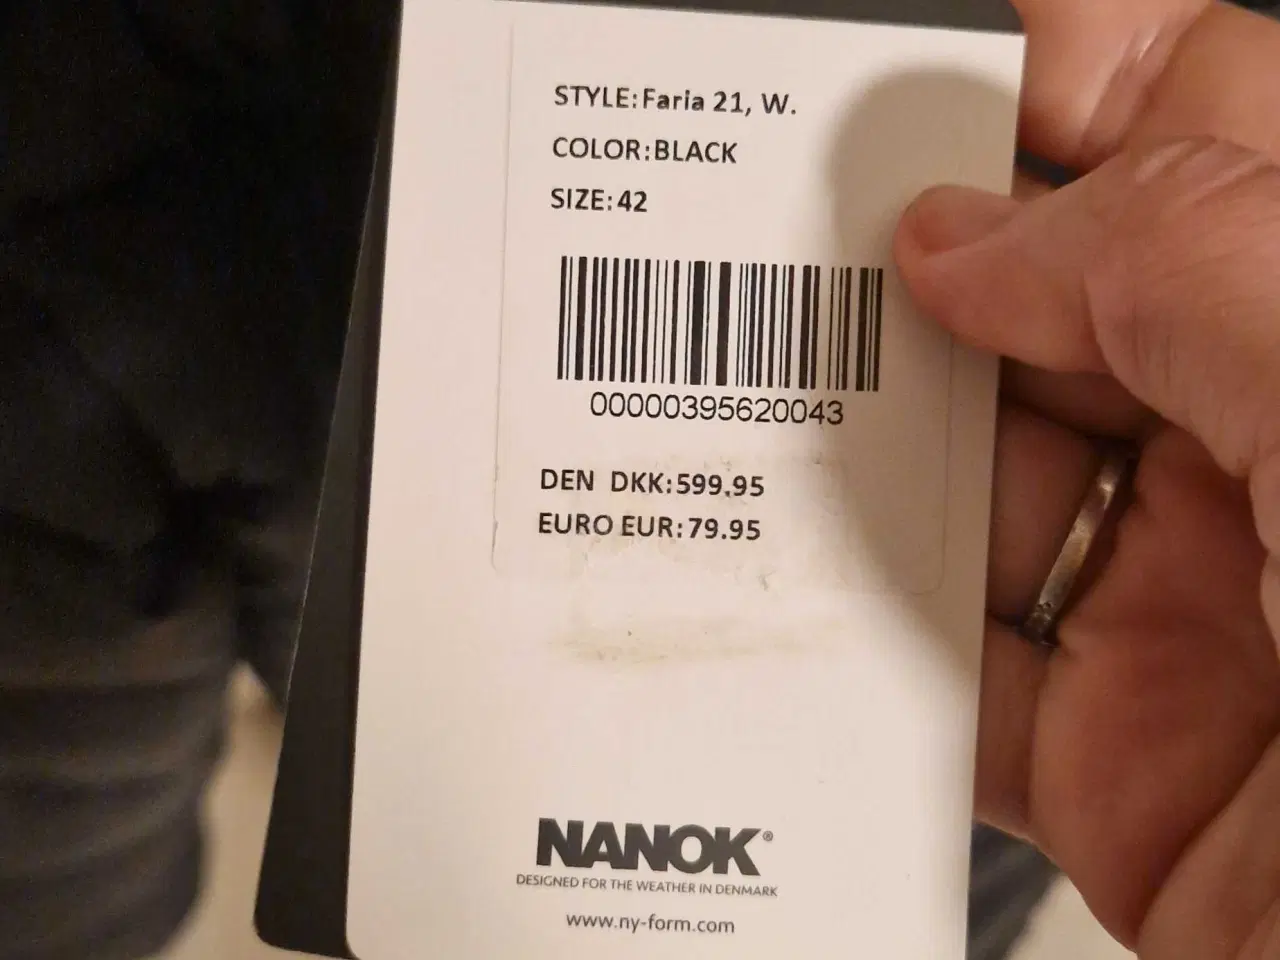 STYLE:Faria 21, W.
COLOR:BLACK
SIZE:42
00000395620043
DEN DKK:599.95
EURO EUR:79.95
NANOK®
DESIGNED FOR THE WEATHER IN DENMARK
www.ny-form.com